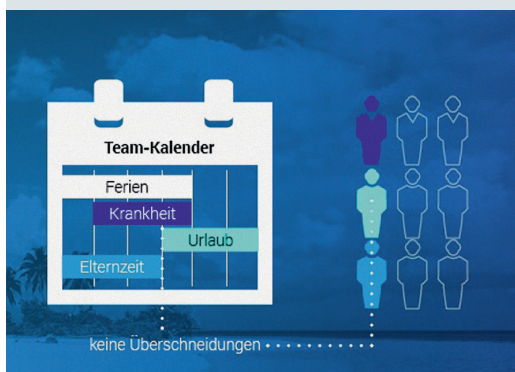 Team-Kalender
Ferien
Krankheit
Urlaub
Elternzeit
keine Überschneidungen